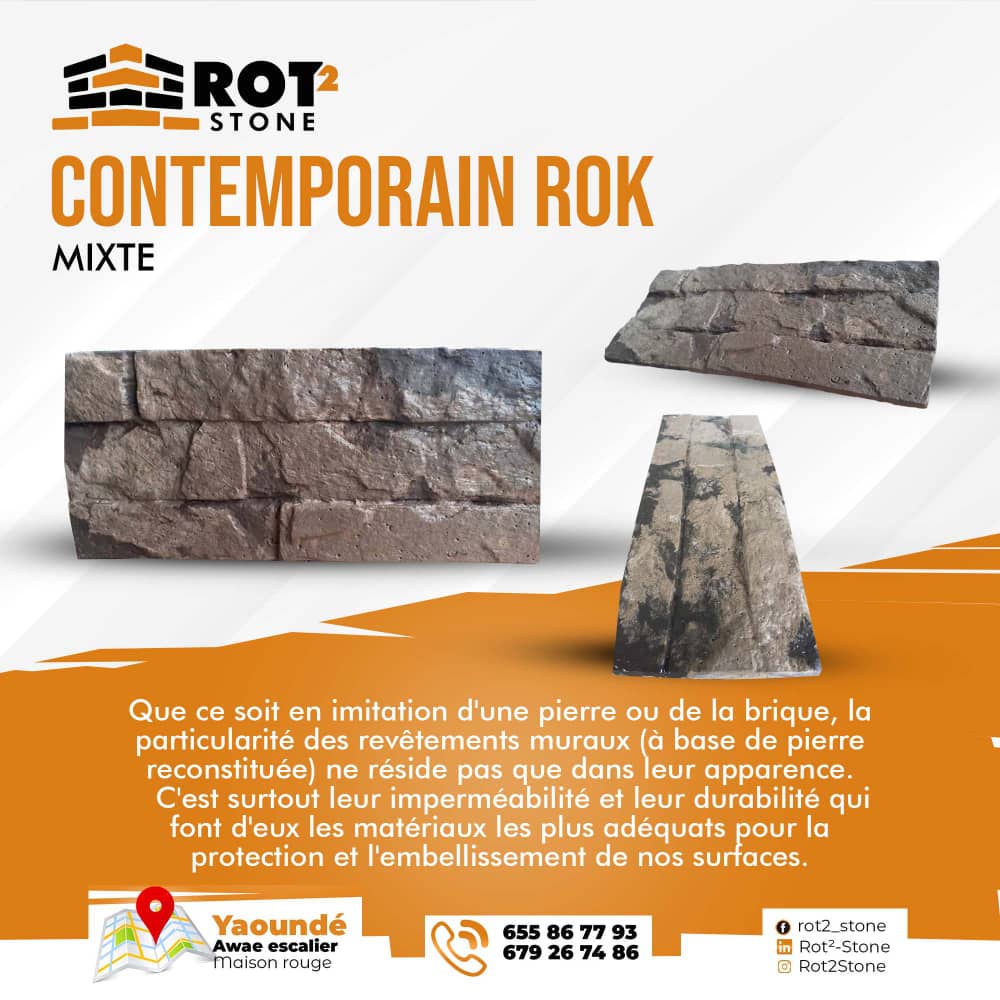 ROT²
STONE
CONTEMPORAIN ROK
MIXTE
Que ce soit en imitation d'une pierre ou de la brique, la
particularité des revêtements muraux (à base de pierre
reconstituée) ne réside pas que dans leur apparence.
C'est surtout leur imperméabilité et leur durabilité qui
font d'eux les matériaux les plus adéquats pour la
protection et l'embellissement de nos surfaces.
Yaoundé
Awae escalier
Maison rouge
655 86 77 93
679 26 74 86
rot2_stone
Rot²-Stone
Rot2Stone